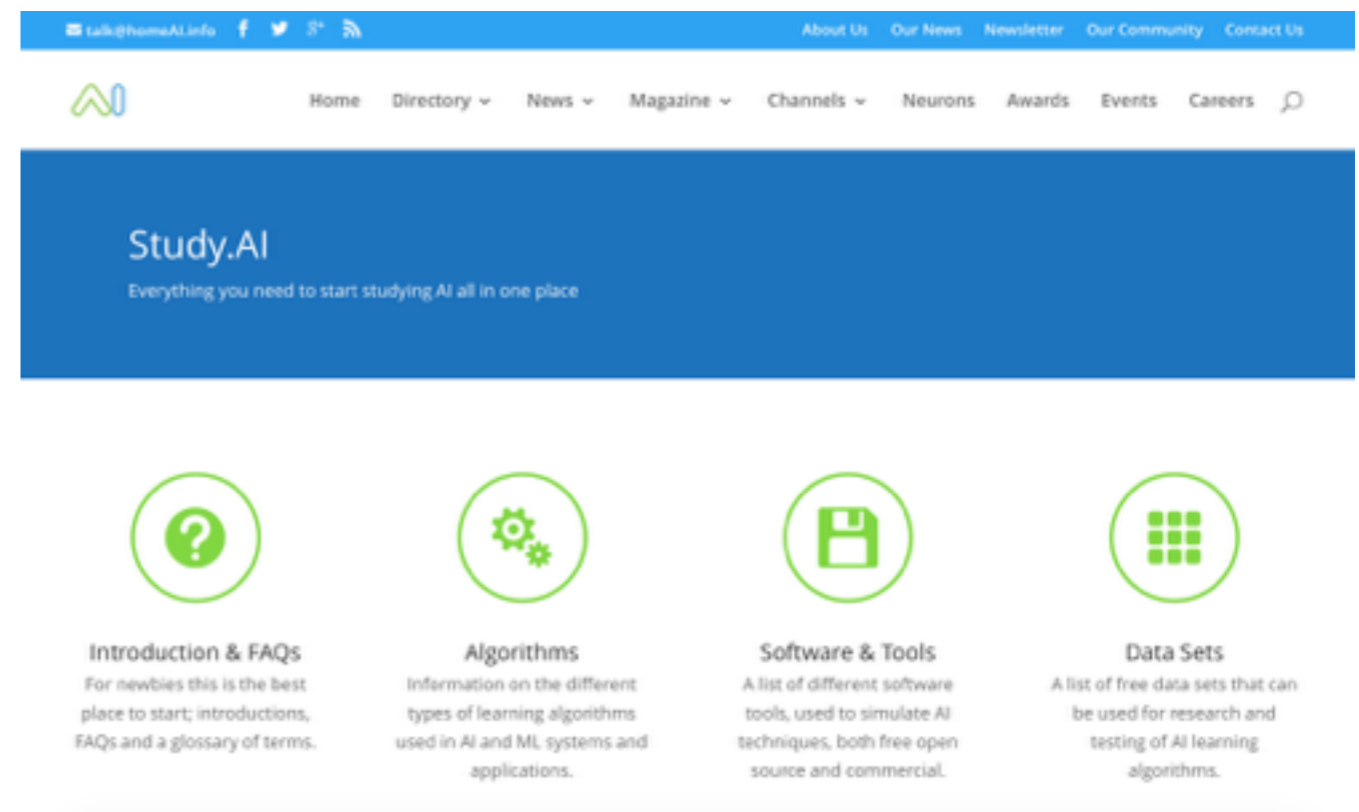 talk@homeAI.info
About Us Our News Newsletter Our Community Contact Us
AI
Home Directory News Magazine Channels Neurons Awards Events Careers
Study.AI
Everything you need to start studying AI all in one place
Introduction & FAQs
For newbies this is the best
place to start; introductions,
FAQs and a glossary of terms.
Algorithms
Information on the different
types of learning algorithms
used in AI and ML systems and
applications.
Software & Tools
A list of different software
tools, used to simulate AI
techniques, both free open
source and commercial.
Data Sets
A list of free data sets that can
be used for research and
testing of AI learning
algorithms.